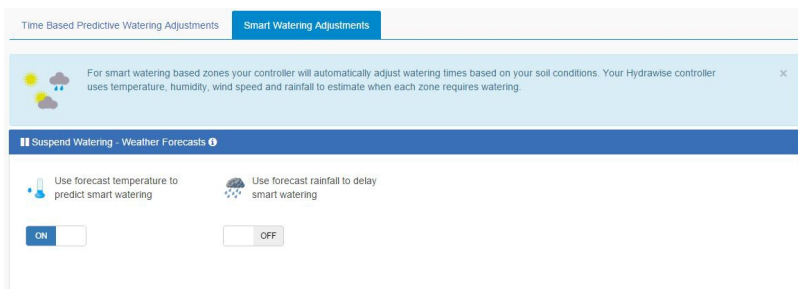 Time Based Predictive Watering Adjustments
Smart Watering Adjustments
For smart watering based zones your controller will automatically adjust watering times based on your soil conditions. Your Hydrawise controller
uses temperature, humidity, wind speed and rainfall to estimate when each zone requires watering.
×
Suspend Watering - Weather Forecasts
Use forecast temperature to
predict smart watering
Use forecast rainfall to delay
smart watering
ON
OFF